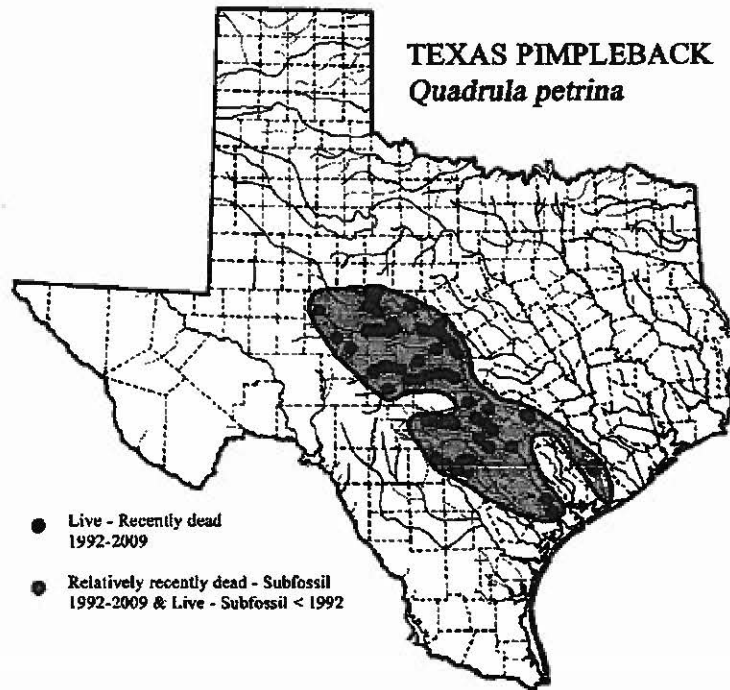 TEXAS PIMPLEBACK
Quadrula petrina
Live - Recently dead
1992-2009
Relatively recently dead - Subfossil
1992-2009 & Live - Subfossil < 1992